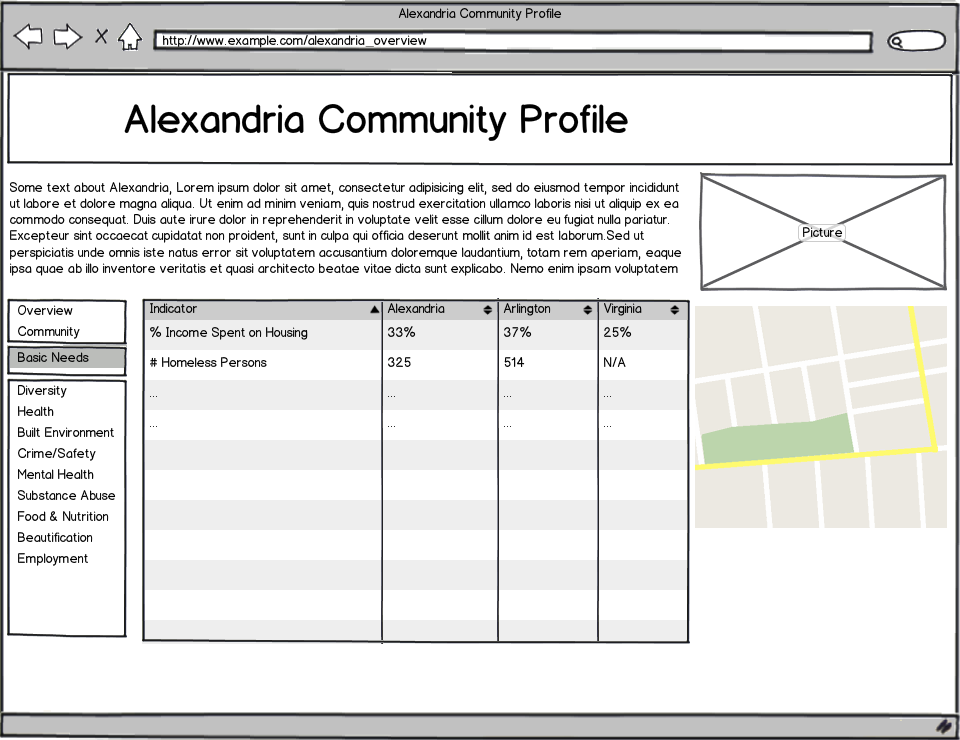 Alexandria Community Profile
http://www.example.com/alexandria_overview
Alexandria Community Profile
Some text about Alexandria, Lorem ipsum dolor sit amet, consectetur adipisicing elit, sed do eiusmod tempor incididunt
ut labore et dolore magna aliqua. Ut enim ad minim veniam, quis nostrud exercitation ullamco laboris nisi ut aliquip ex ea
commodo consequat. Duis aute irure dolor in reprehenderit in voluptate velit esse cillum dolore eu fugiat nulla pariatur.
Excepteur sint occaecat cupidatat non proident, sunt in culpa qui officia deserunt mollit anim id est laborum.Sed ut
perspiciatis unde omnis iste natus error sit voluptatem accusantium doloremque laudantium, totam rem aperiam, eaque
ipsa quae ab illo inventore veritatis et quasi architecto beatae vitae dicta sunt explicabo. Nemo enim ipsam voluptatem
Picture
Overview
Community
Basic Needs
Diversity
Health
Built Environment
Crime/Safety
Mental Health
Substance Abuse
Food & Nutrition
Beautification
Employment
Indicator Alexandria Arlington Virginia
% Income Spent on Housing 33% 37% 25%
# Homeless Persons 325 514 N/A
... ... ... ...
... ... ... ...